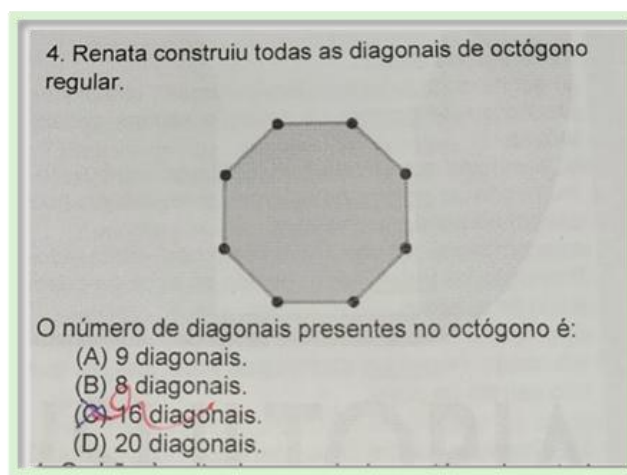 4. Renata construiu todas as diagonais de octógono
regular.
O número de diagonais presentes no octógono é:
(A) 9 diagonais.
(B) 8 diagonais.
(C) 16 diagonais.
(D) 20 diagonais.